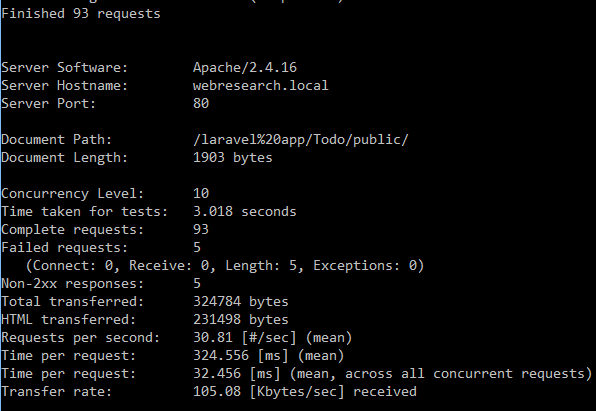 Finished 93 requests
Server Software: Apache/2.4.16
Server Hostname: webresearch.local
Server Port: 80
Document Path: /laravel%20app/Todo/public/
Document Length: 1903 bytes
Concurrency Level: 10
Time taken for tests: 3.018 seconds
Complete requests: 93
Failed requests: 5
(Connect: 0, Receive: 0, Length: 5, Exceptions: 0)
Non-2xx responses: 5
Total transferred: 324784 bytes
HTML transferred: 231498 bytes
Requests per second: 30.81 [#/sec] (mean)
Time per request: 324.556 [ms] (mean)
Time per request: 32.456 [ms] (mean, across all concurrent requests)
Transfer rate: 105.08 [Kbytes/sec] received